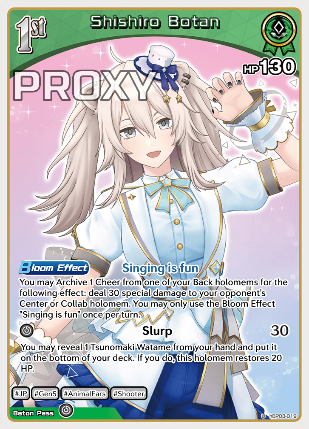 1st
Shishiro Botan
HP 130
PROXY
Bloom Effect Singing is fun
You may Archive 1 Cheer from one of your Back holomems for the
following effect: deal 30 special damage to your opponent's
Center or Collab holomem. You may only use the Bloom Effect
"Singing is fun" once per turn.
Slurp 30
You may reveal 1 Tsunomaki Watame from your hand and put it
on the bottom of your deck. If you do, this holomem restores 20
HP.
#JP #Gen5 #AnimalEars #Shooter
Baton Pass